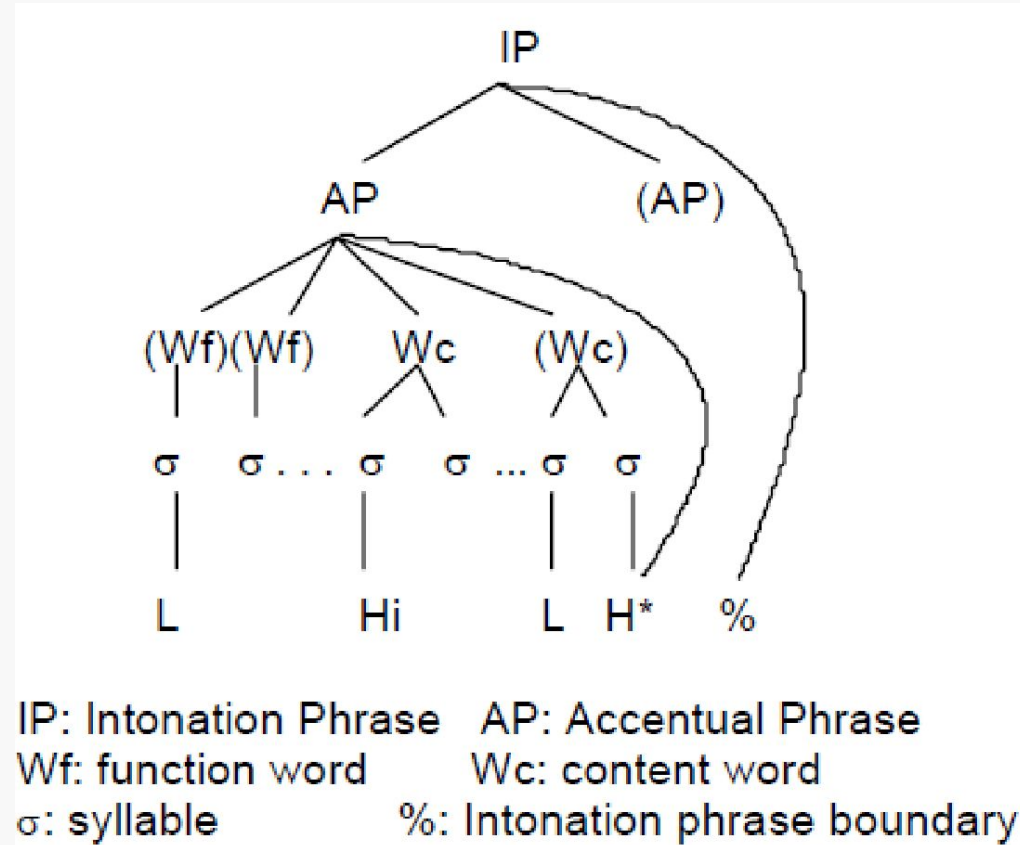 IP
AP (AP)
(Wf)(Wf) Wc (Wc)
σ σ... σ σ ... σ σ
L Hi L H* %
IP: Intonation Phrase AP: Accentual Phrase
Wf: function word Wc: content word
σ: syllable %: Intonation phrase boundary